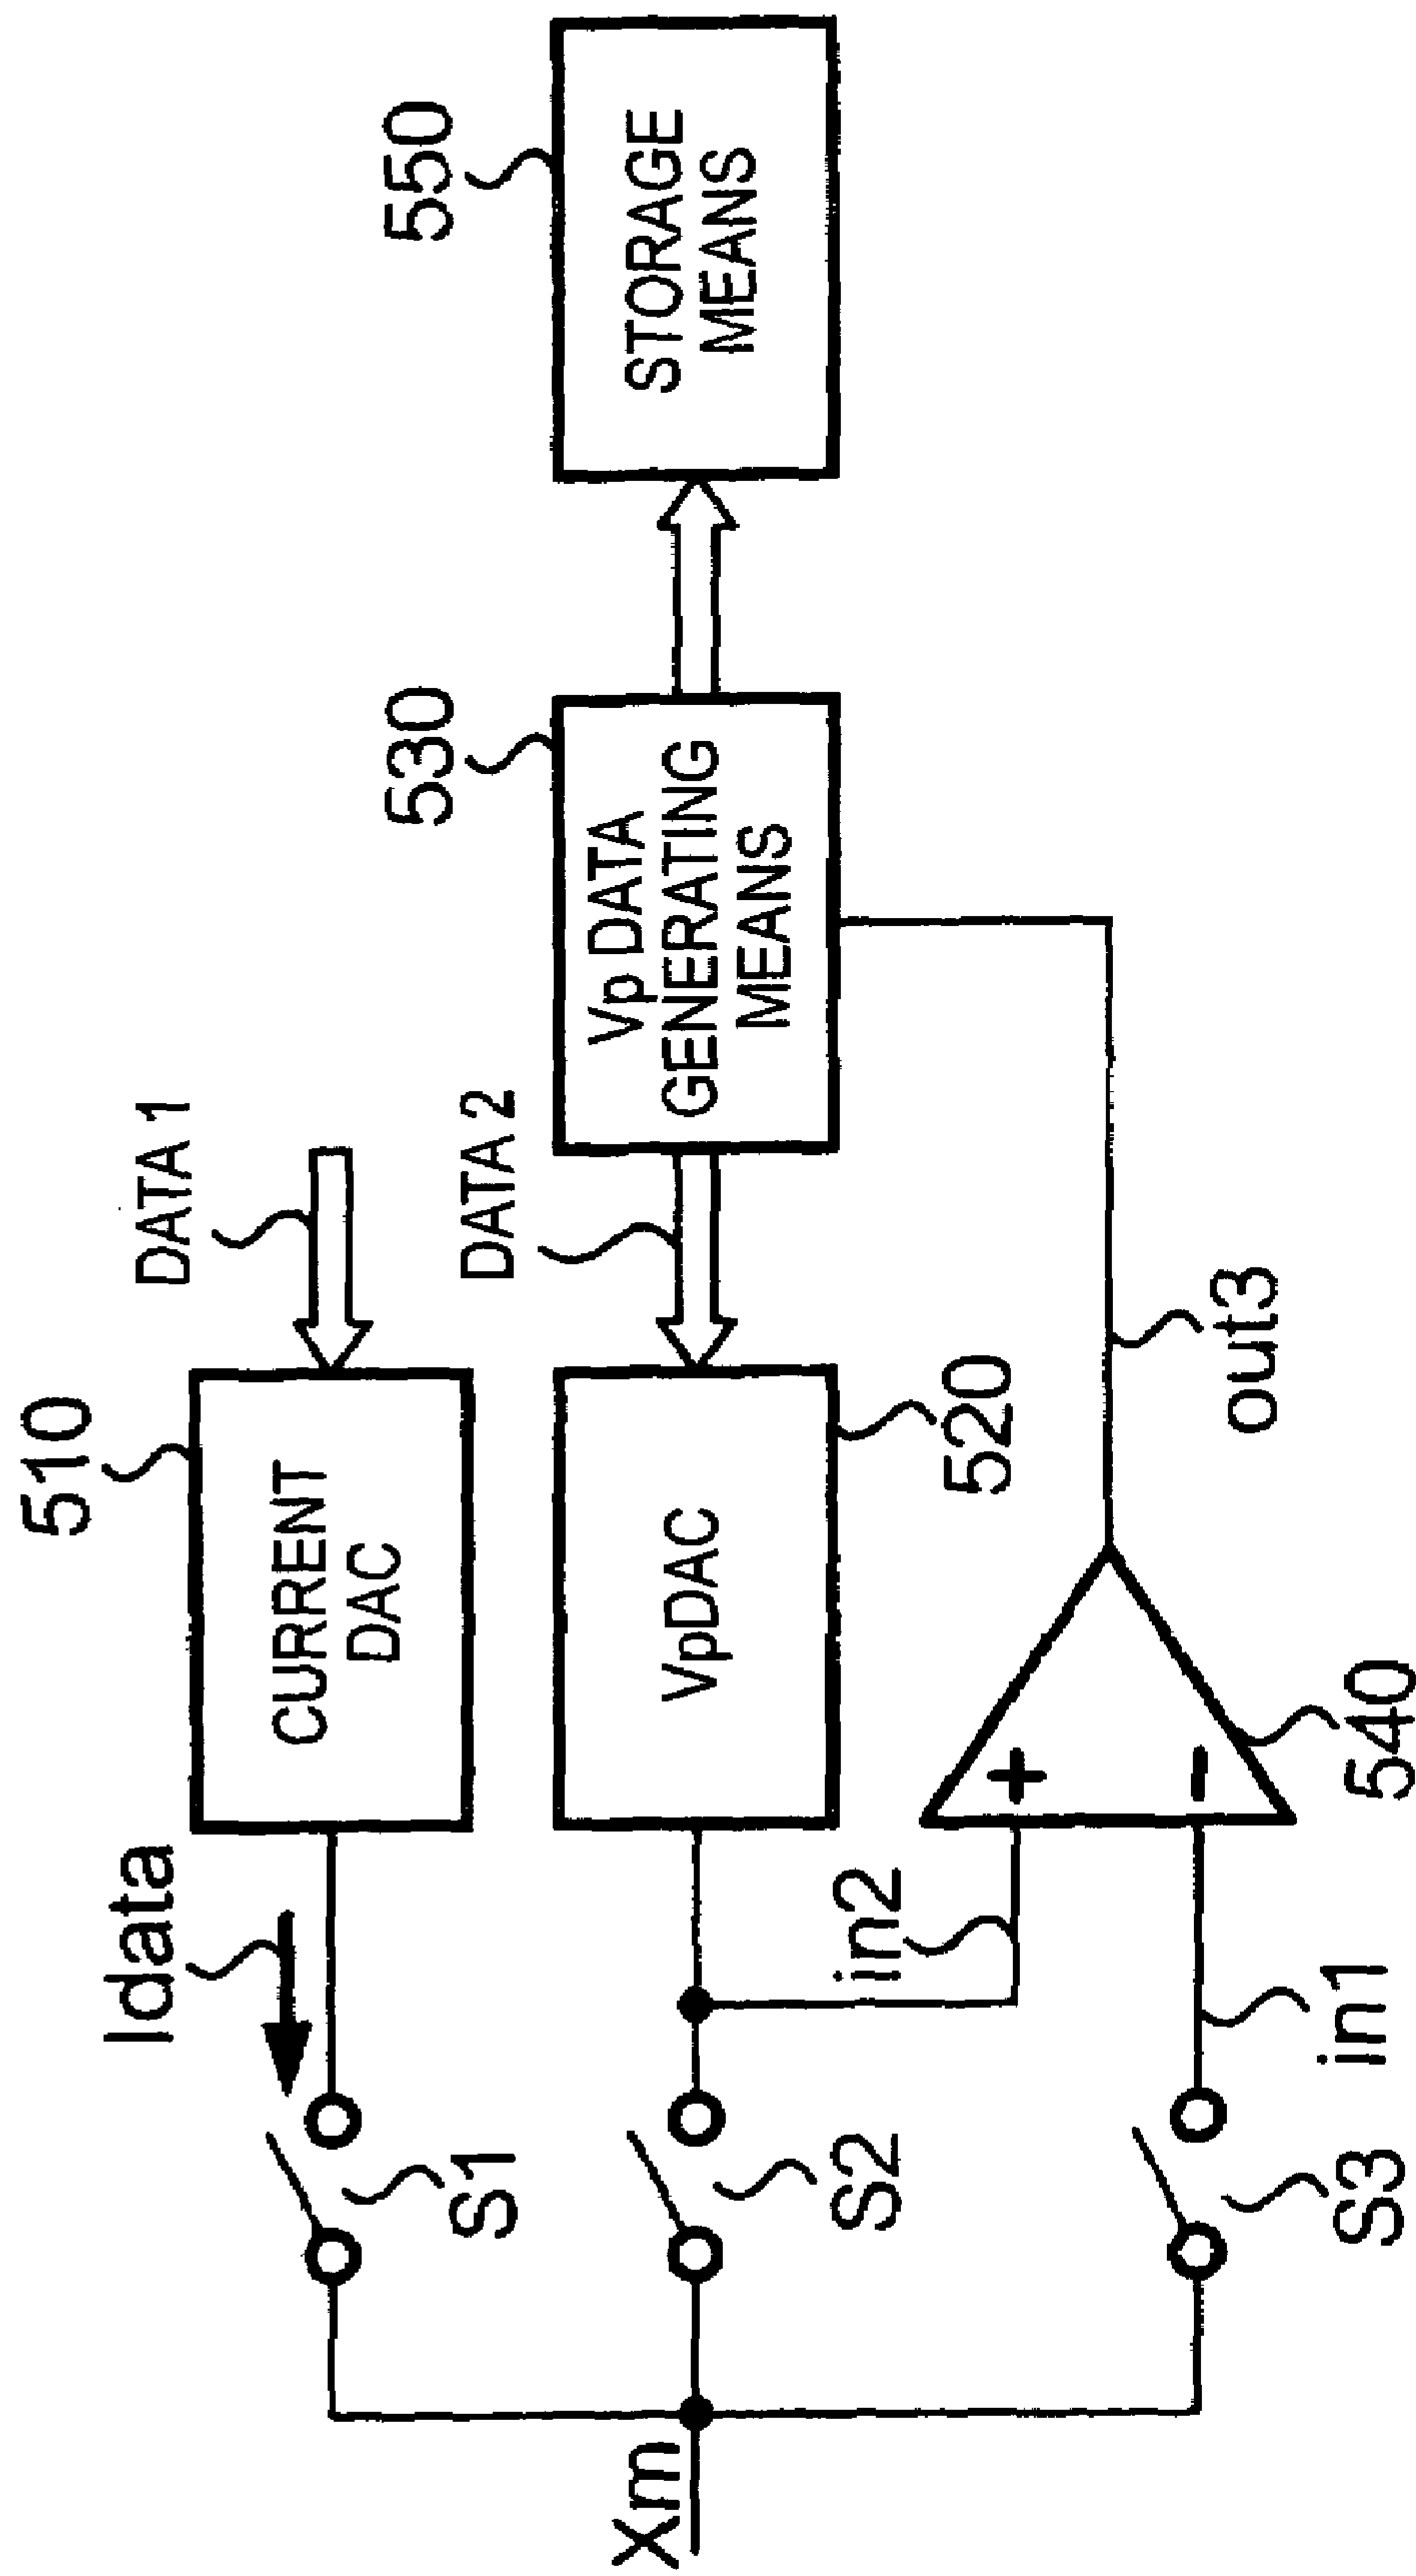 510
DATA 1
Idata
CURRENT
DAC
S1
550
530
DATA 2
STORAGE
MEANS
Vp DATA
GENERATING
MEANS
VpDAC
Xm
S2
in2
520
+
-
out3
in1
S3
540